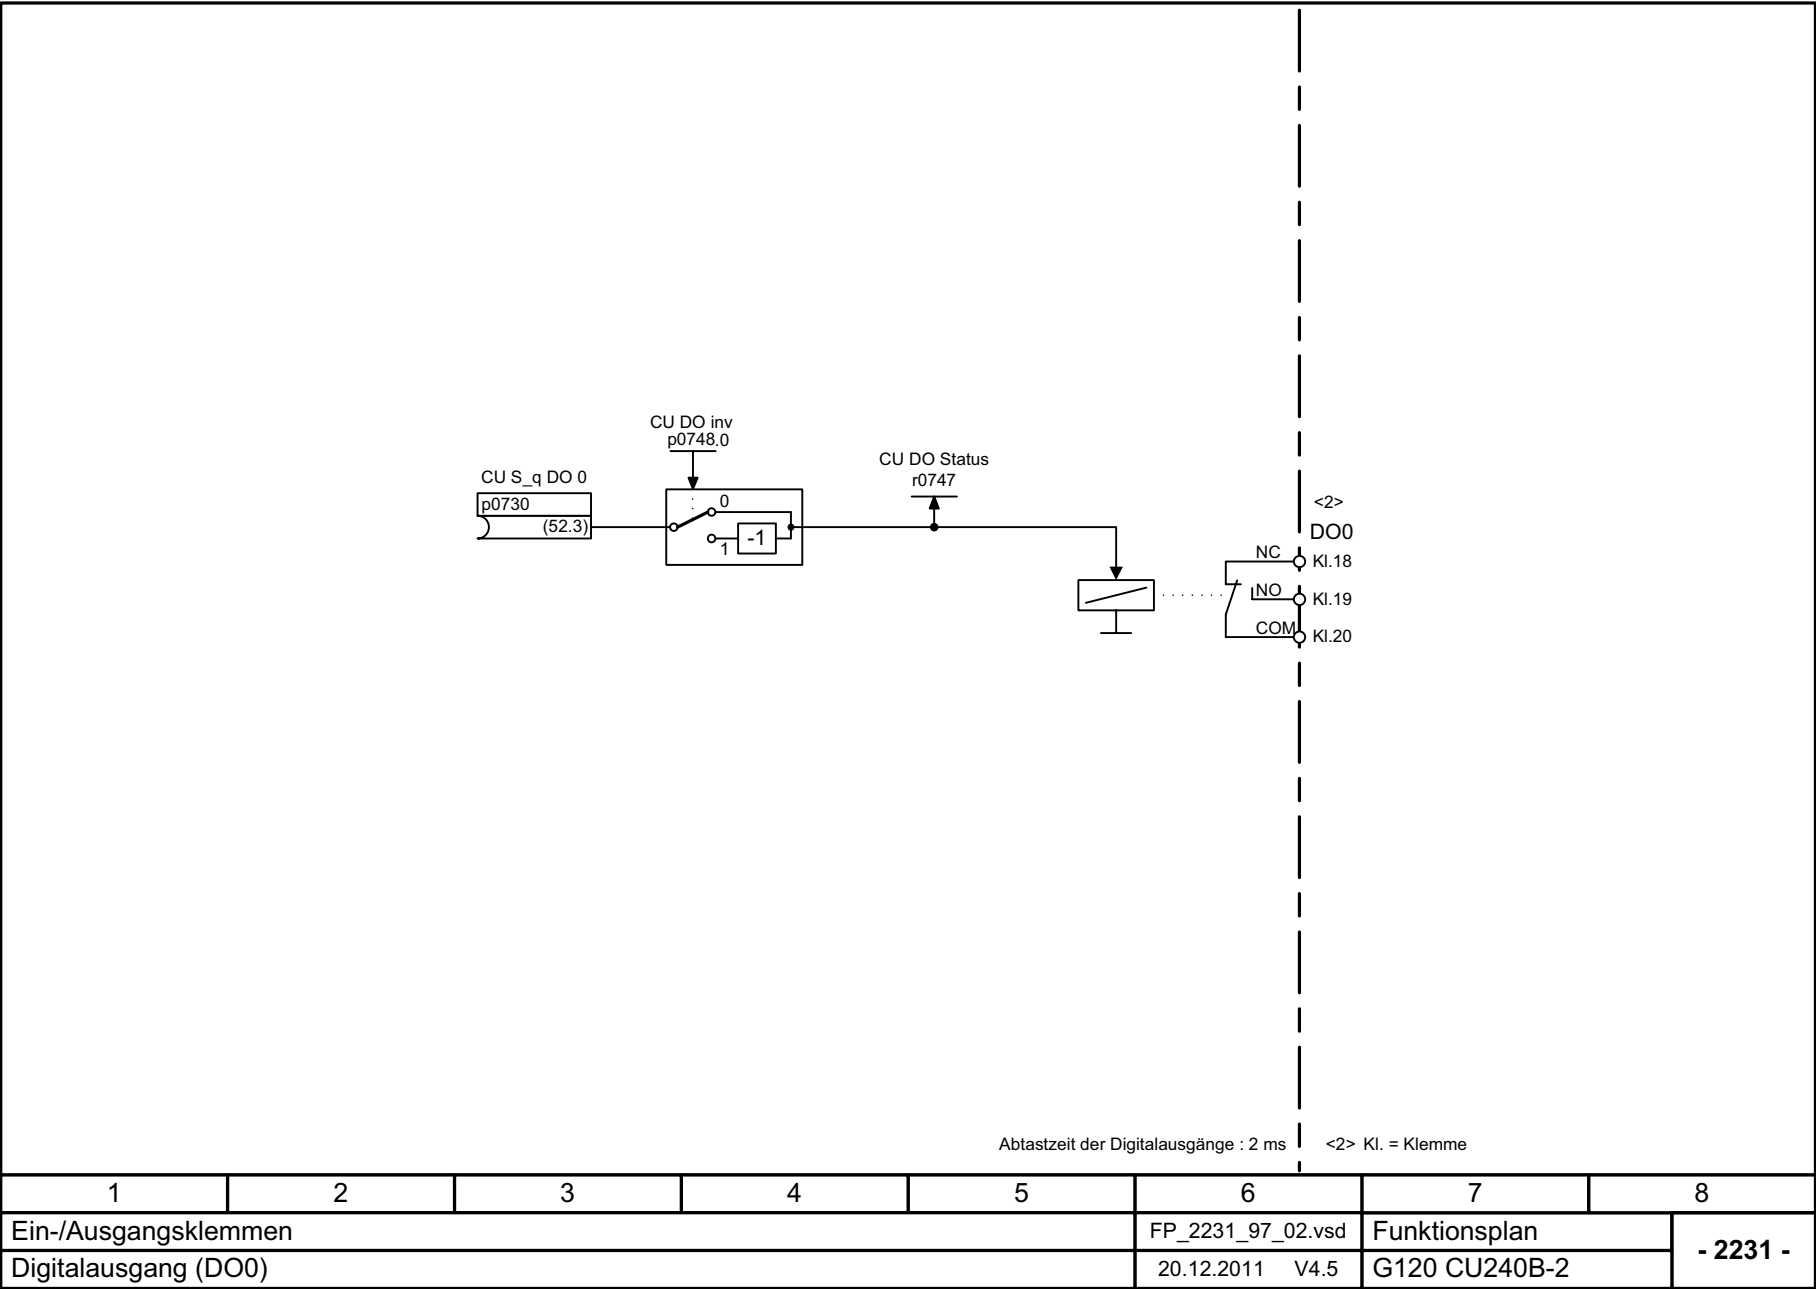 CU DO inv
p0748.0
CU S_q DO 0
p0730
(52.3)
0
1
-1
CU DO Status
r0747
<2>
DO0
NC
Kl.18
NO
Kl.19
COM
Kl.20
Abtastzeit der Digitalausgänge : 2 ms
<2> Kl. = Klemme
1 2 3 4 5 6 7 8
Ein-/Ausgangsklemmen
FP_2231_97_02.vsd
Funktionsplan
- 2231 -
Digitalausgang (DO0)
20.12.2011 V4.5
G120 CU240B-2